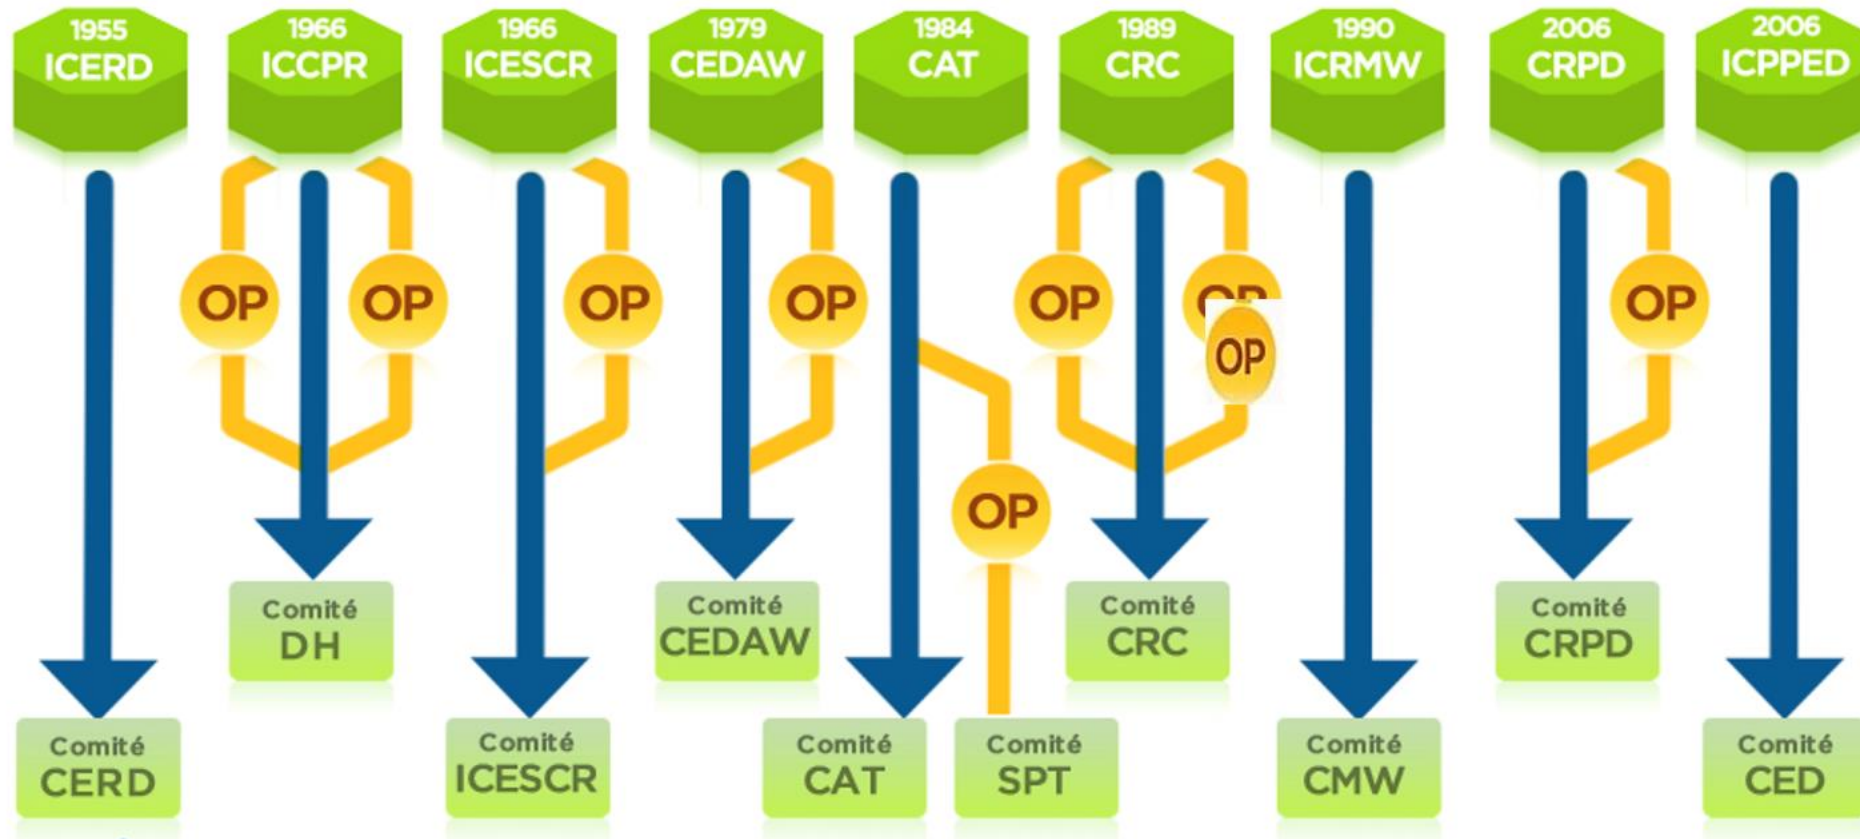 1955
ICERD
1966
ICCPR
1966
ICESCR
1979
CEDAW
1984
CAT
1989
CRC
1990
ICRMW
2006
CRPD
2006
ICPPED
OP
OP
OP
OP
OP
OP
OP
OP
OP
Comité
DH
Comité
CEDAW
Comité
CRC
Comité
CRPD
Comité
CERD
Comité
ICESCR
Comité
CAT
Comité
SPT
Comité
CMW
Comité
CED